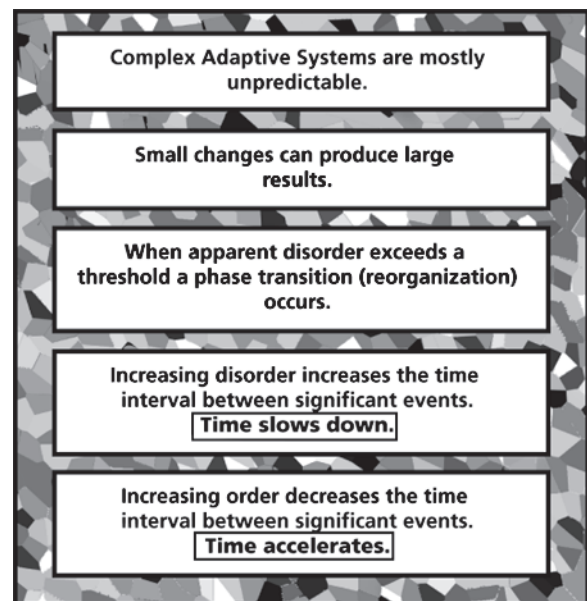 Complex Adaptive Systems are mostly
unpredictable.
Small changes can produce large
results.
When apparent disorder exceeds a
threshold a phase transition (reorganization)
occurs.
Increasing disorder increases the time
interval between significant events.
Time slows down.
Increasing order decreases the time
interval between significant events.
Time accelerates.